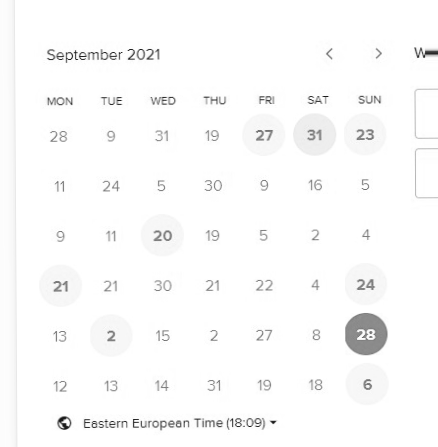 September 2021
MON TUE WED THU FRI SAT SUN
28 9 31 19 27 31 23
11 24 5 30 9 16 5
9 11 20 19 5 2 4
21 21 30 21 22 4 24
13 2 15 2 27 8 28
12 13 14 31 19 18 6
Eastern European Time (18:09)